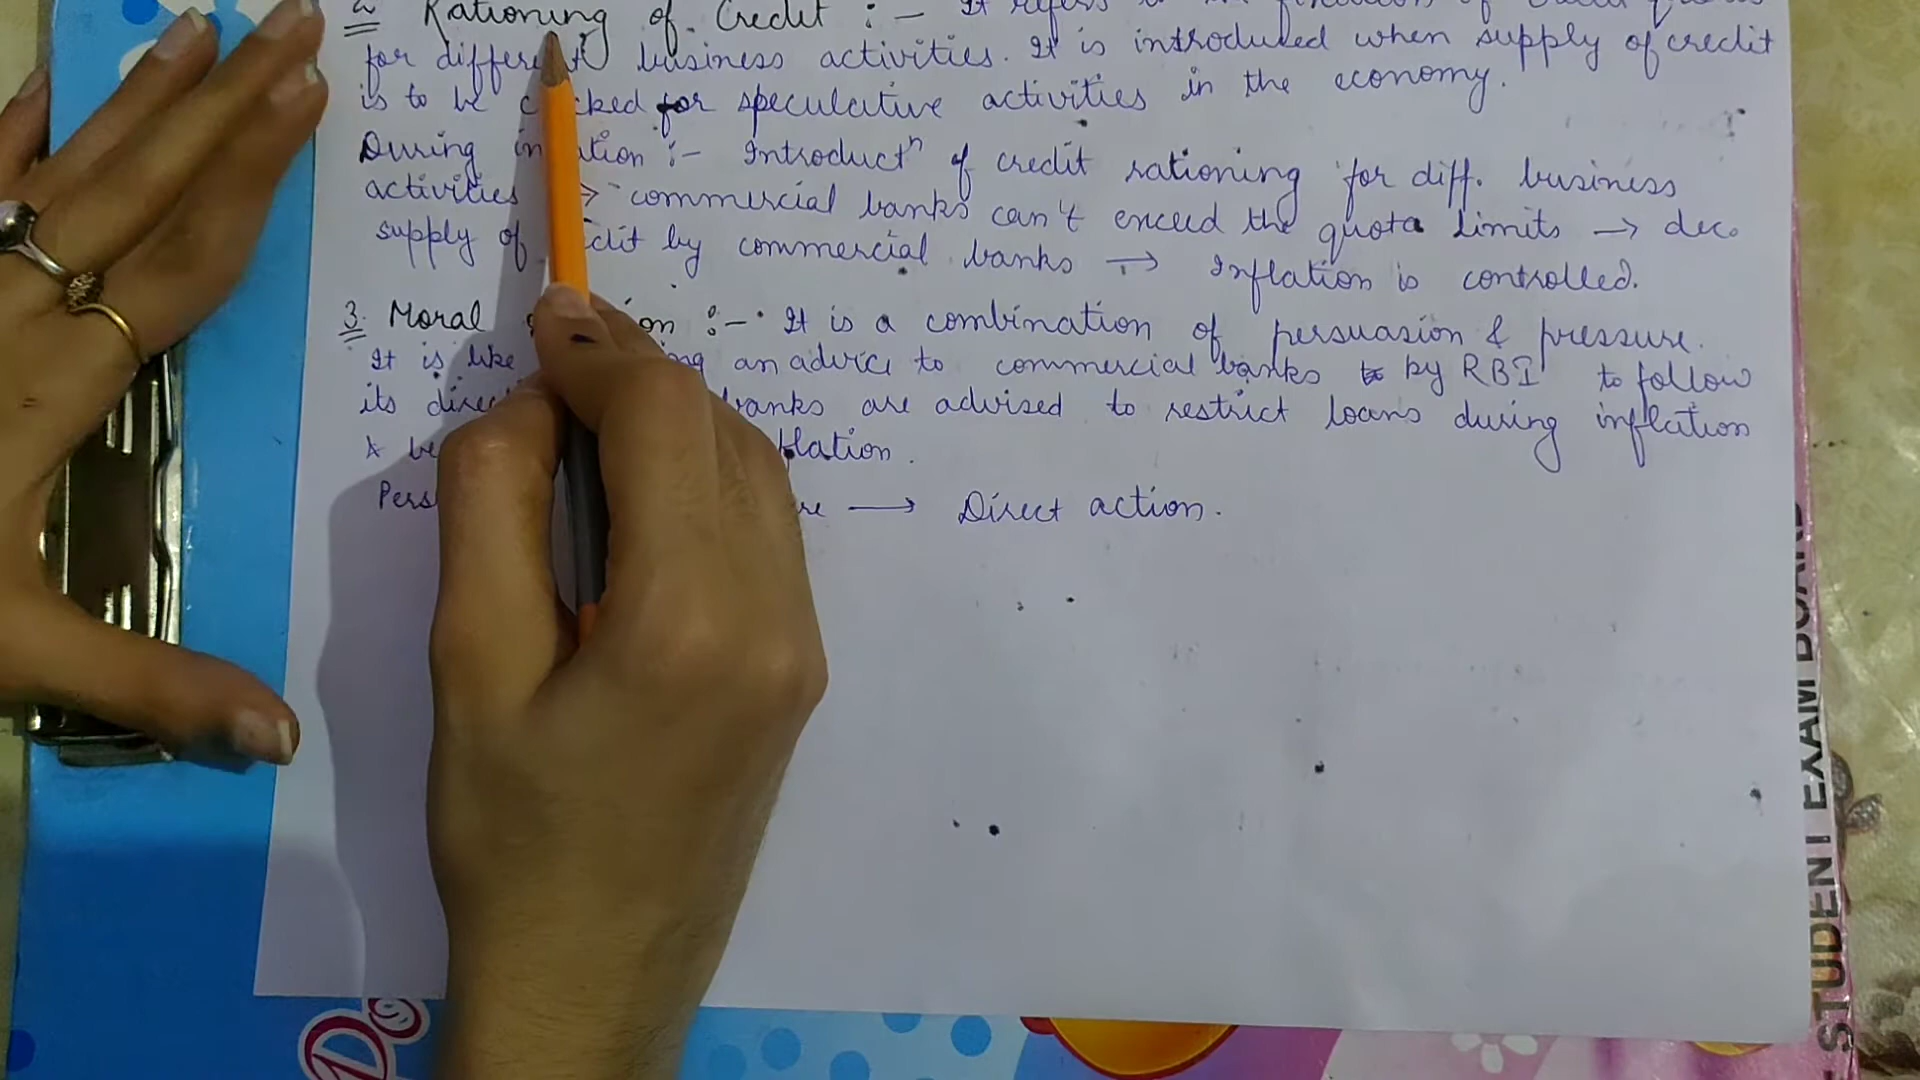 2 Rationing of Credit :- It refers to
for different business activities. It is introduced when supply of credit
is to be for speculative activities in the economy.
During :- Introductⁿ of credit rationing for diff. business
activities → commercial banks can't exceed the quota limits → dec.
supply of by commercial banks → Inflation is controlled.
3. Moral :- It is a combination of persuasion & pressure.
It is like an advice to commercial banks by RBI to follow
its banks are advised to restrict loans during inflation
→ Direct action.
STUDENT EXAM BOARD